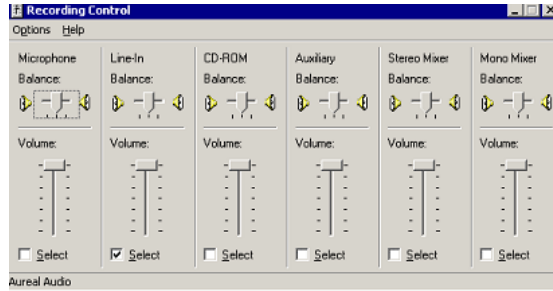 Recording Control
Options Help
Microphone Line-In CD-ROM Auxiliary Stereo Mixer Mono Mixer
Balance: Balance: Balance: Balance: Balance: Balance:
Volume: Volume: Volume: Volume: Volume: Volume:
Select Select Select Select Select Select
Aureal Audio